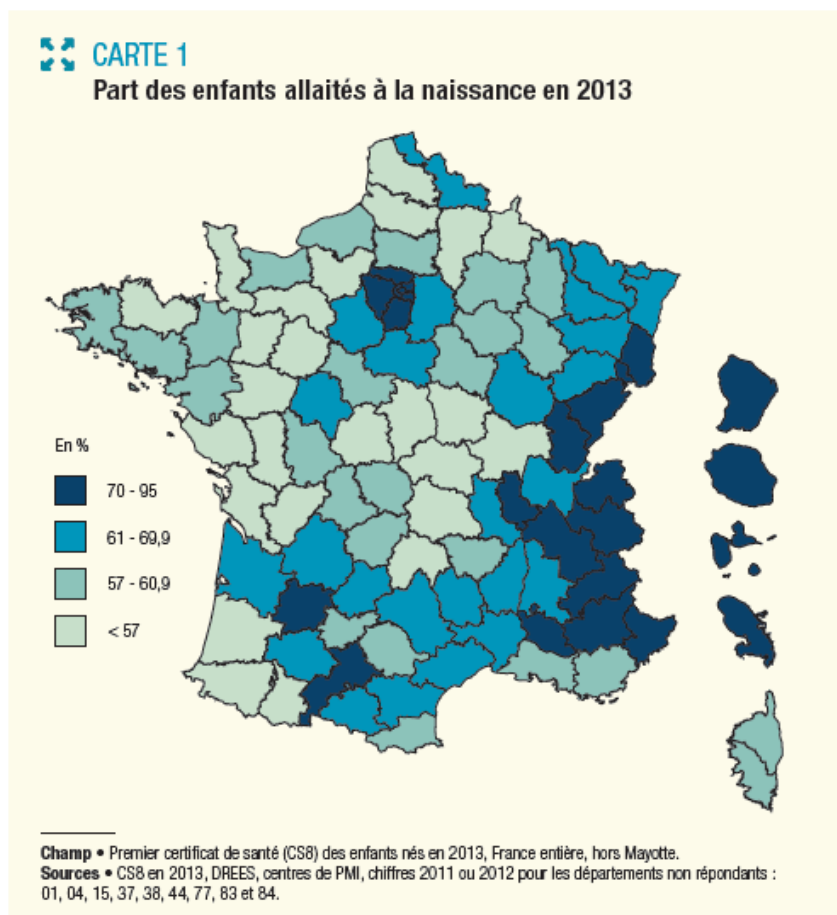 CARTE 1
Part des enfants allaités à la naissance en 2013
En %
70 - 95
61 - 69,9
57 - 60,9
< 57
Champ • Premier certificat de santé (CS8) des enfants nés en 2013, France entière, hors Mayotte.
Sources • CS8 en 2013, DREES, centres de PMI, chiffres 2011 ou 2012 pour les départements non répondants :
01, 04, 15, 37, 38, 44, 77, 83 et 84.